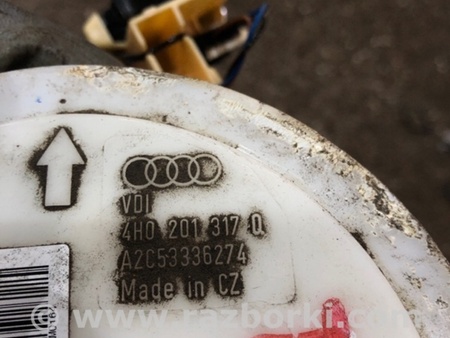 VDI
4H0 201 317 Q
A2C53336274
Made in CZ
© www.razborki.com